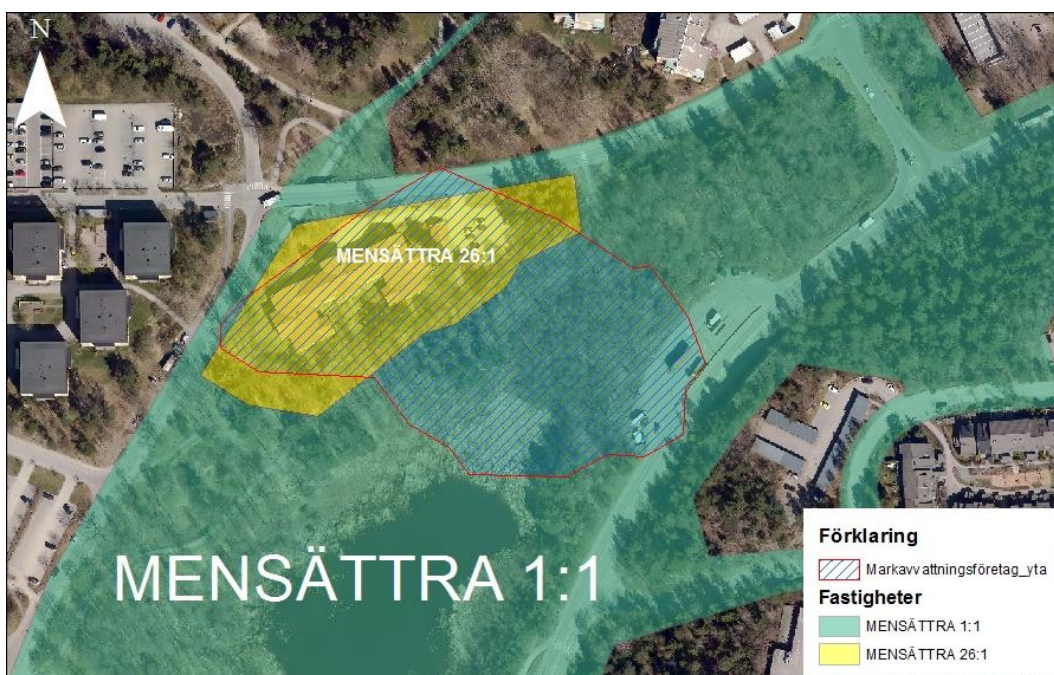 N
MENSÄTTRA 26:1
MENSÄTTRA 1:1
Förklaring
Markavvattningsföretag_yta
Fastigheter
MENSÄTTRA 1:1
MENSÄTTRA 26:1